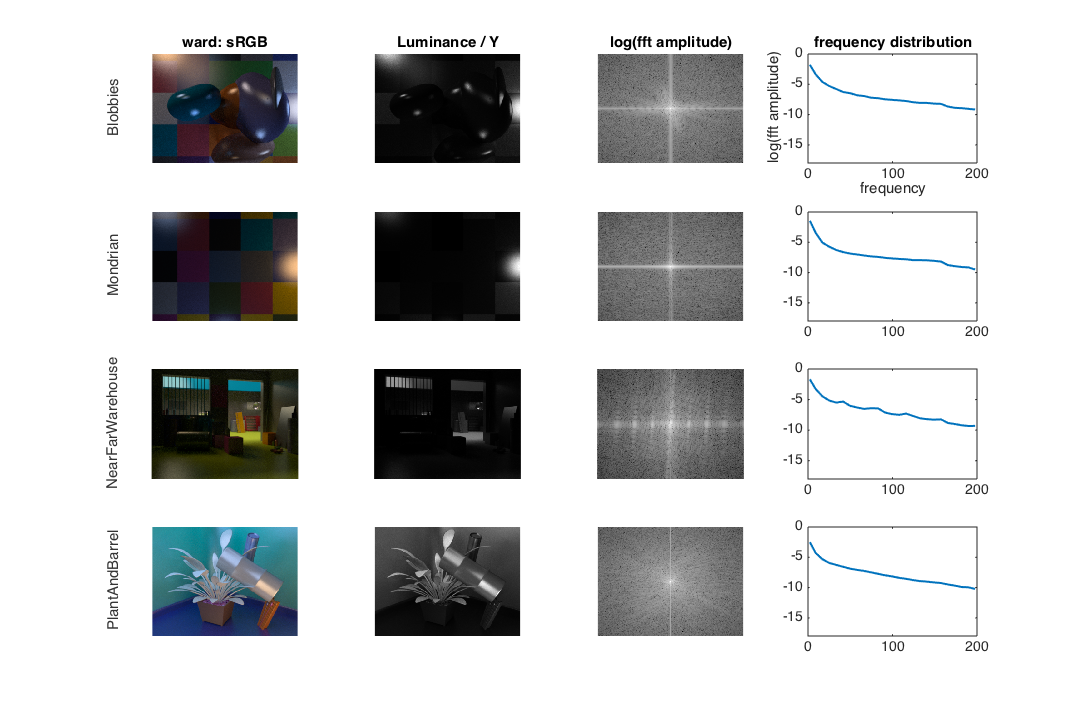 ward: sRGB
Luminance / Y
log(fft amplitude)
frequency distribution
Blobbies
log(fft amplitude)
0
-5
-10
-15
0
100
200
frequency
Mondrian
0
-5
-10
-15
0
100
200
NearFarWarehouse
0
-5
-10
-15
0
100
200
PlantAndBarrel
0
-5
-10
-15
0
100
200